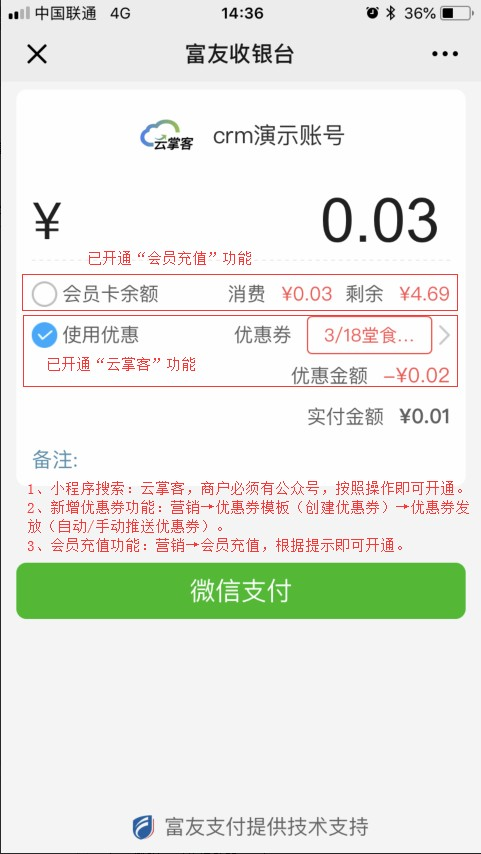 中国联通 4G 14:36 36%
富友收银台
云掌客 crm演示账号
¥ 0.03
已开通“会员充值”功能
会员卡余额 消费 ¥0.03 剩余 ¥4.69
使用优惠 优惠券 3/18堂食...
已开通“云掌客”功能
优惠金额 -¥0.02
实付金额 ¥0.01
备注:
1、小程序搜索：云掌客，商户必须有公众号，按照操作即可开通。
2、新增优惠券功能：营销→优惠券模板（创建优惠券）→优惠券发
放（自动/手动推送优惠券）。
3、会员充值功能：营销→会员充值，根据提示即可开通。
微信支付
富友支付提供技术支持